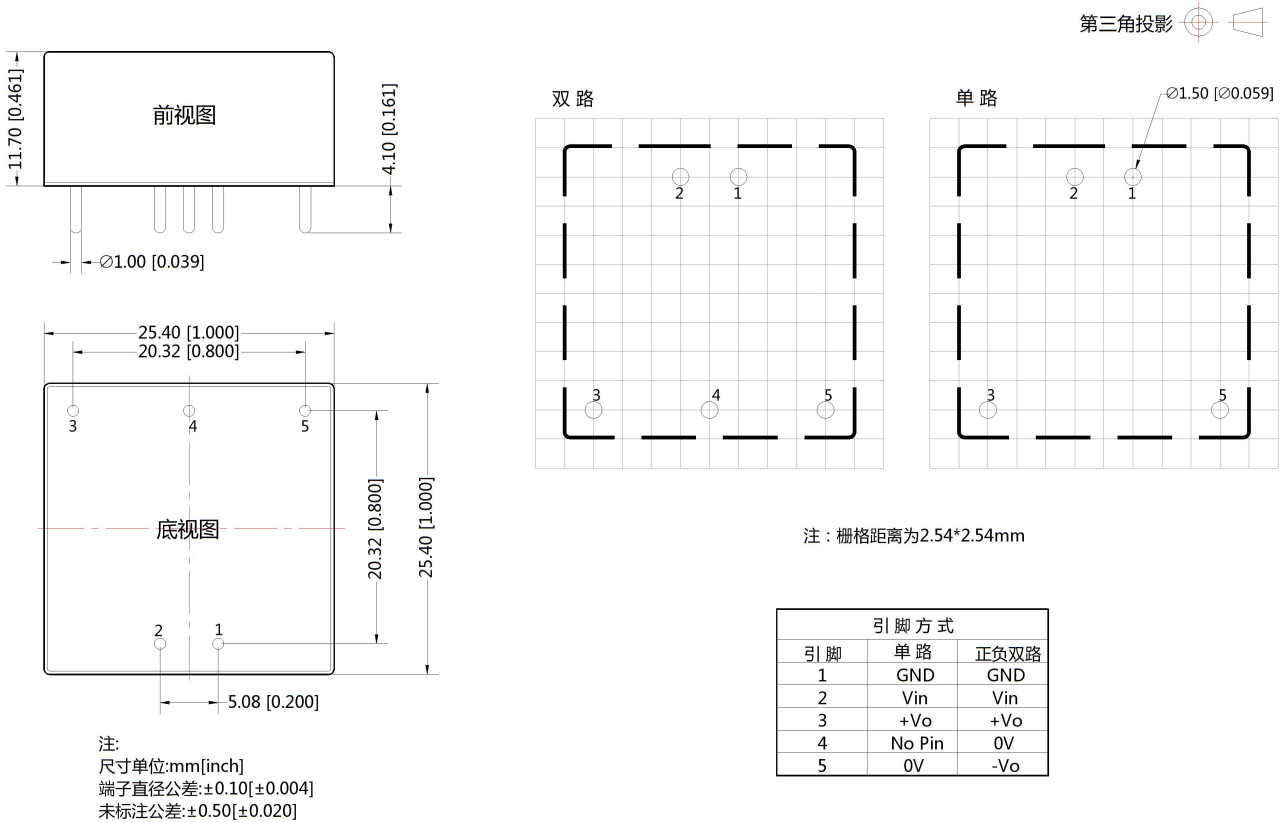 第三角投影
前视图
11.70 [0.461]
4.10 [0.161]
∅1.00 [0.039]
双 路
2
1
3
4
5
单 路
∅1.50 [∅0.059]
2
1
3
5
25.40 [1.000]
20.32 [0.800]
3
4
5
底视图
20.32 [0.800]
25.40 [1.000]
2
1
5.08 [0.200]
注：栅格距离为2.54*2.54mm
引 脚 方 式
引 脚 单 路 正负双路
1 GND GND
2 Vin Vin
3 +Vo +Vo
4 No Pin 0V
5 0V -Vo
注:
尺寸单位:mm[inch]
端子直径公差:±0.10[±0.004]
未标注公差:±0.50[±0.020]